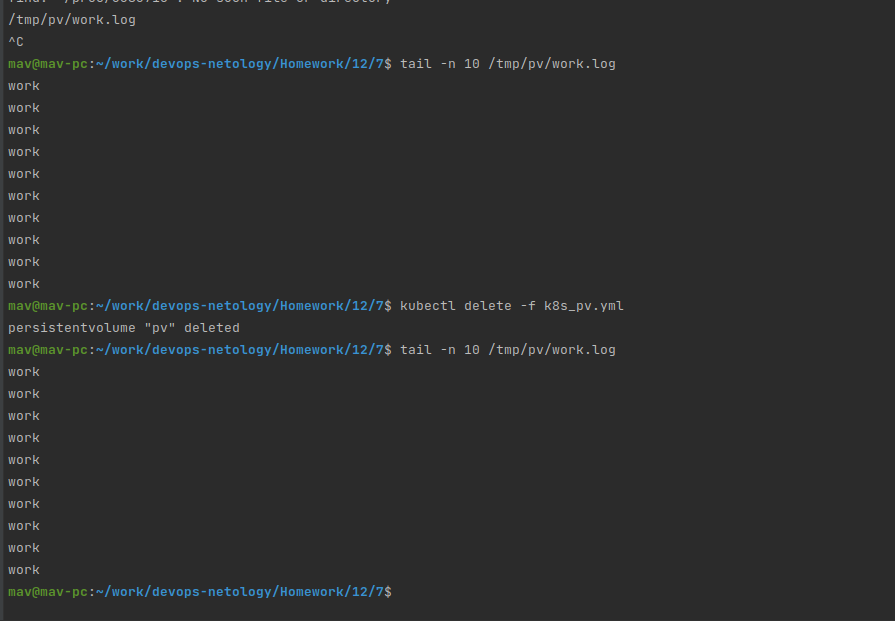 /tmp/pv/work.log
^C
mav@mav-pc:~/work/devops-netology/Homework/12/7$ tail -n 10 /tmp/pv/work.log
work
work
work
work
work
work
work
work
work
work
mav@mav-pc:~/work/devops-netology/Homework/12/7$ kubectl delete -f k8s_pv.yml
persistentvolume "pv" deleted
mav@mav-pc:~/work/devops-netology/Homework/12/7$ tail -n 10 /tmp/pv/work.log
work
work
work
work
work
work
work
work
work
work
mav@mav-pc:~/work/devops-netology/Homework/12/7$